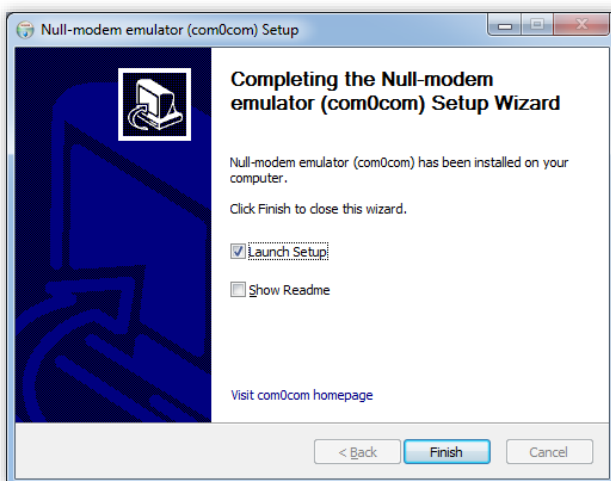 Null-modem emulator (com0com) Setup
Completing the Null-modem
emulator (com0com) Setup Wizard
Null-modem emulator (com0com) has been installed on your
computer.
Click Finish to close this wizard.
Launch Setup
Show Readme
Visit com0com homepage
< Back Finish Cancel